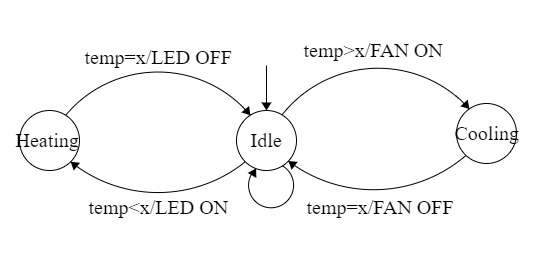 temp=x/LED OFF
temp>x/FAN ON
Heating
Idle
Cooling
temp<x/LED ON
temp=x/FAN OFF